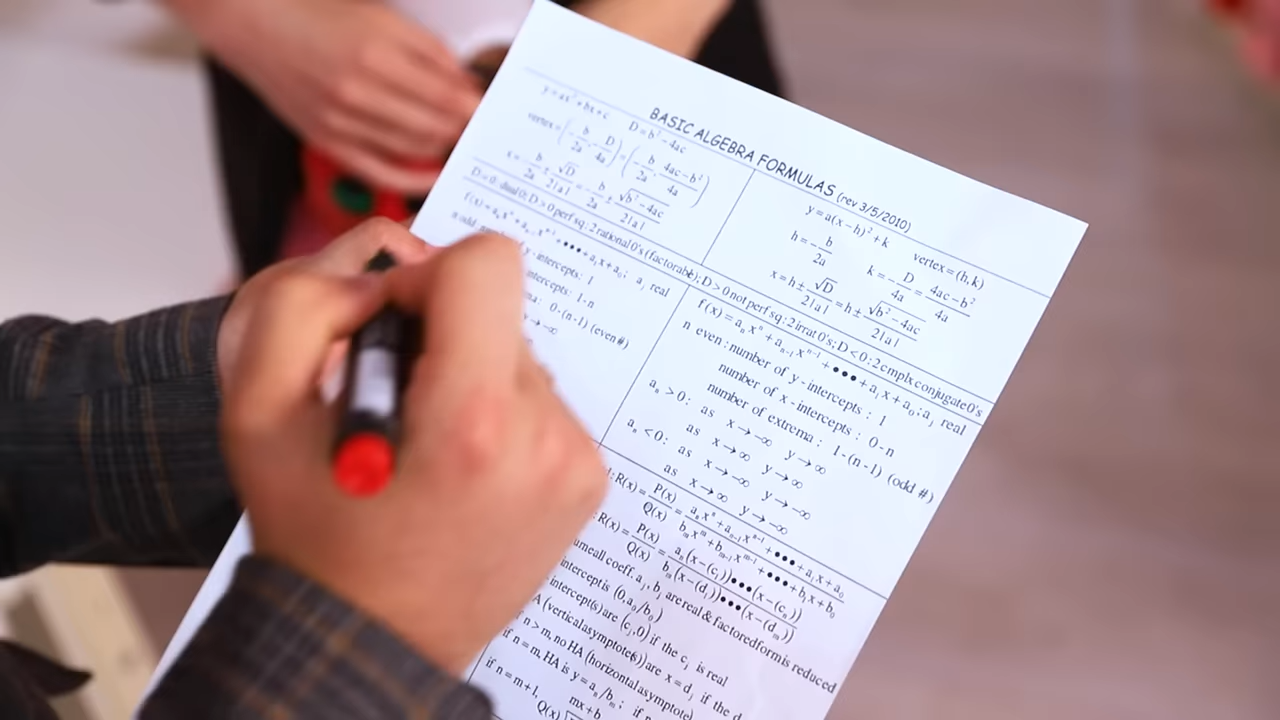 BASIC ALGEBRA FORMULAS (rev 3/5/2010)
y = ax² + bx + c D = b² - 4ac
vertex = (-b/2a, -D/4a) = (-b/2a, 4ac - b²/4a)
x = -b/2a ± √D/2|a| = -b/2a ± √b² - 4ac/2|a|
y = a(x - h)² + k vertex = (h, k)
h = -b/2a k = -D/4a = 4ac - b²/4a
x = h ± √D/2|a| = h ± √b² - 4ac/2|a|
D = 0: dual 0; D > 0 perf sq: 2 rational 0's (factorable); D > 0 not perf sq: 2 irrat 0's; D < 0: 2 cmplx conjugate 0's
f(x) = aₙxⁿ + aₙ₋₁xⁿ⁻¹ + ••• + a₁x + a₀; aⱼ real
n odd y - intercepts: 1
intercepts: 1 - n
0 - (n - 1) (even #)
→ -∞
f(x) = aₙxⁿ + aₙ₋₁xⁿ⁻¹ + ••• + a₁x + a₀; aⱼ real
n even: number of y - intercepts : 1
number of x - intercepts : 0 - n
number of extrema : 1 - (n - 1) (odd #)
aₙ > 0: as x → -∞ y → ∞
as x → ∞ y → ∞
aₙ < 0: as x → -∞ y → -∞
as x → ∞ y → -∞
: R(x) = P(x)/Q(x) = aₙxⁿ + aₙ₋₁xⁿ⁻¹ + ••• + a₁x + a₀/bₘxᵐ + bₘ₋₁xᵐ⁻¹ + ••• + b₁x + b₀
: R(x) = P(x)/Q(x) = aₙ(x - (c₁))•••(x - (cₙ))/bₘ(x - (d₁))•••(x - (dₘ))
all coeff. aⱼ, bⱼ are real & factored form is reduced
intercept is (0, a₀/b₀)
intercept(s) are (cⱼ, 0) if the cⱼ is real
A (vertical asymptote(s)) are x = dⱼ if the d
if n > m, no HA (horizontal asymptote)
if n = m, HA is y = aₙ/bₘ; if n
if n = m + 1, mx + b
Q(x)